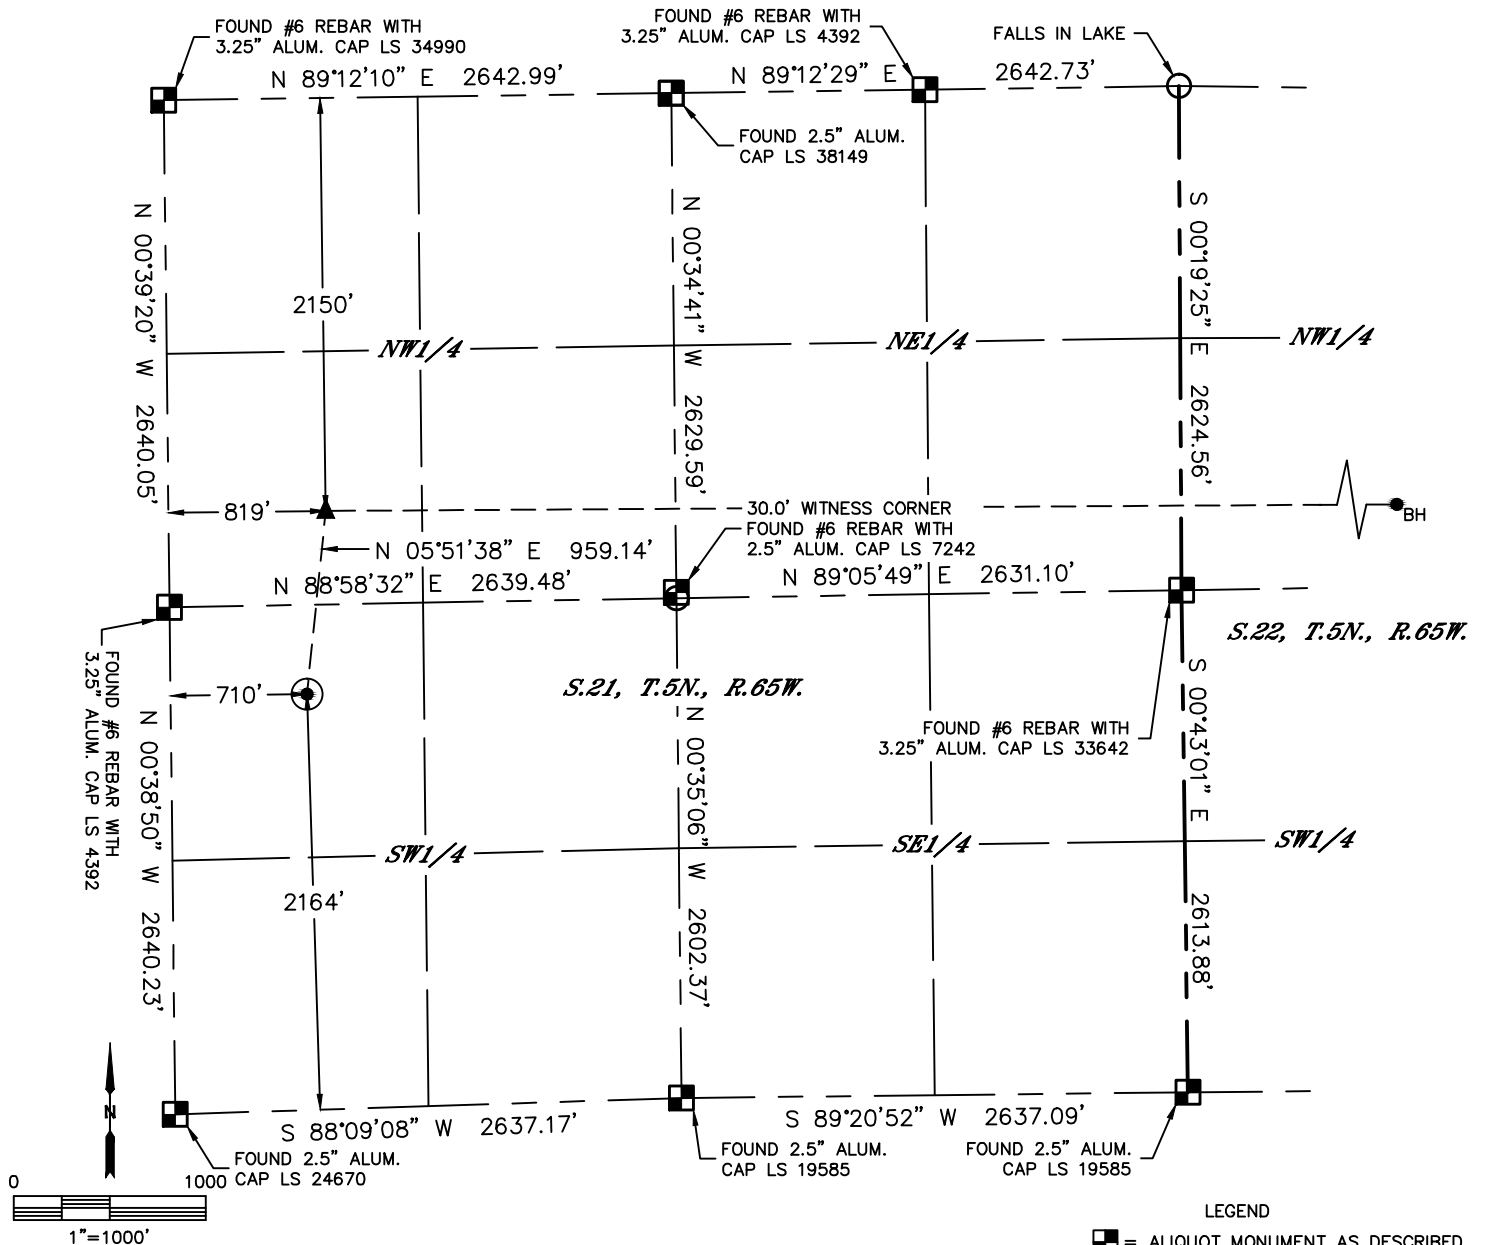 FOUND #6 REBAR WITH
3.25" ALUM. CAP LS 34990
FOUND #6 REBAR WITH
3.25" ALUM. CAP LS 4392
FALLS IN LAKE
N 89°12'10" E 2642.99'
N 89°12'29" E 2642.73'
FOUND 2.5" ALUM.
CAP LS 38149
N 00°39'20" W 2640.05'
N 00°34'41" W 2629.59'
S 00°19'25" E 2624.56'
2150'
NW1/4
NE1/4
NW1/4
819'
30.0' WITNESS CORNER
FOUND #6 REBAR WITH
2.5" ALUM. CAP LS 7242
BH
N 05°51'38" E 959.14'
N 88°58'32" E 2639.48'
N 89°05'49" E 2631.10'
S.22, T.5N., R.65W.
FOUND #6 REBAR WITH
3.25" ALUM. CAP LS 4392
710'
S.21, T.5N., R.65W.
FOUND #6 REBAR WITH
3.25" ALUM. CAP LS 33642
N 00°38'50" W 2640.23'
N 00°35'06" W 2602.37'
S 00°43'01" E 2613.88'
SW1/4
SE1/4
SW1/4
2164'
S 88°09'08" W 2637.17'
S 89°20'52" W 2637.09'
FOUND 2.5" ALUM.
CAP LS 24670
FOUND 2.5" ALUM.
CAP LS 19585
FOUND 2.5" ALUM.
CAP LS 19585
N
0 1000
1"=1000'
LEGEND
= ALIQUOT MONUMENT AS DESCRIBED